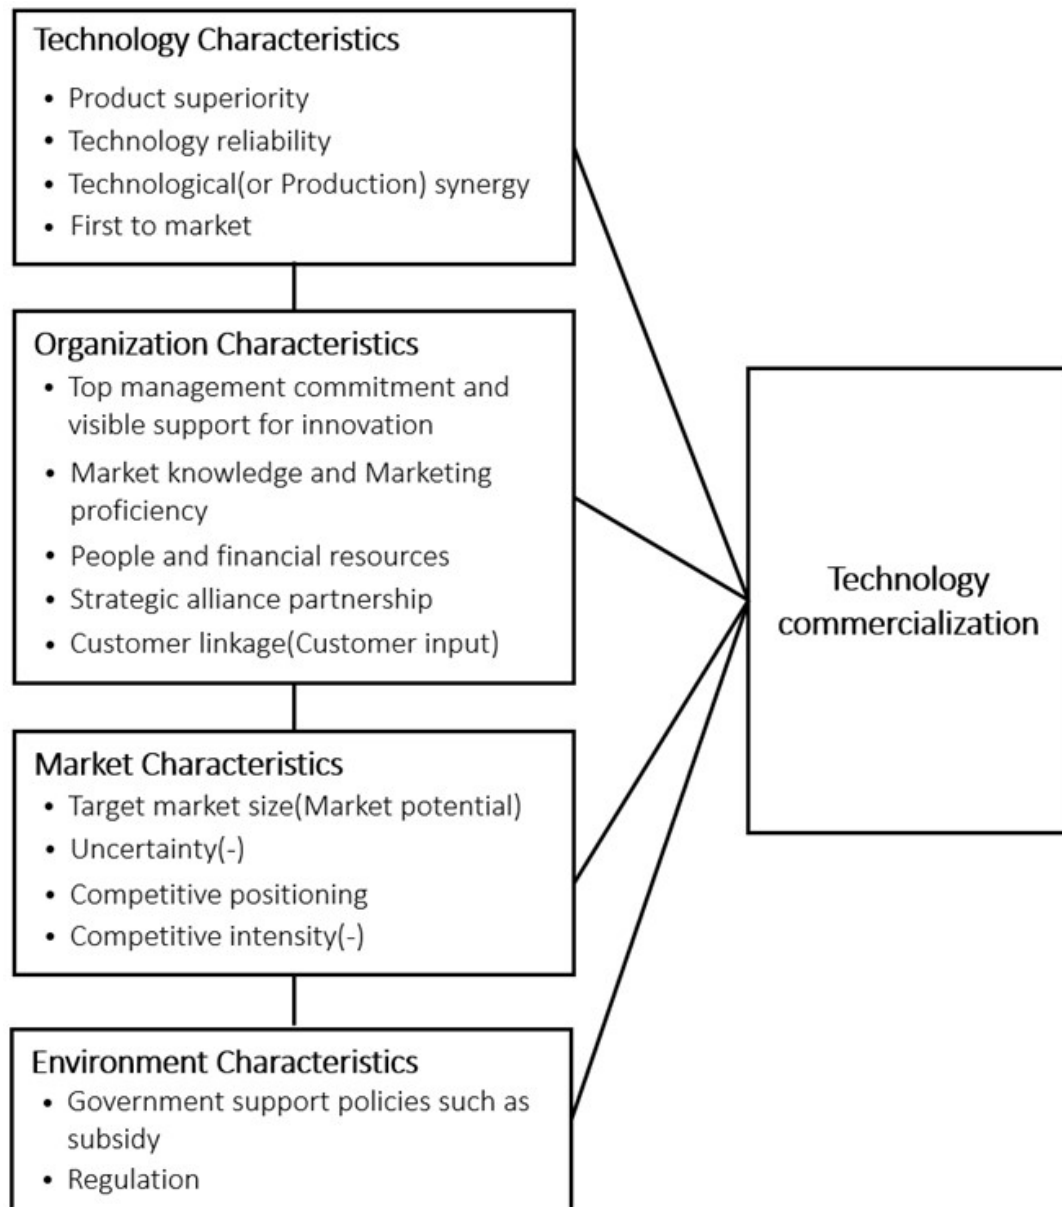 Technology Characteristics
• Product superiority
• Technology reliability
• Technological(or Production) synergy
• First to market
Organization Characteristics
• Top management commitment and
visible support for innovation
• Market knowledge and Marketing
proficiency
• People and financial resources
• Strategic alliance partnership
• Customer linkage(Customer input)
Market Characteristics
• Target market size(Market potential)
• Uncertainty(-)
• Competitive positioning
• Competitive intensity(-)
Environment Characteristics
• Government support policies such as
subsidy
• Regulation
Technology
commercialization